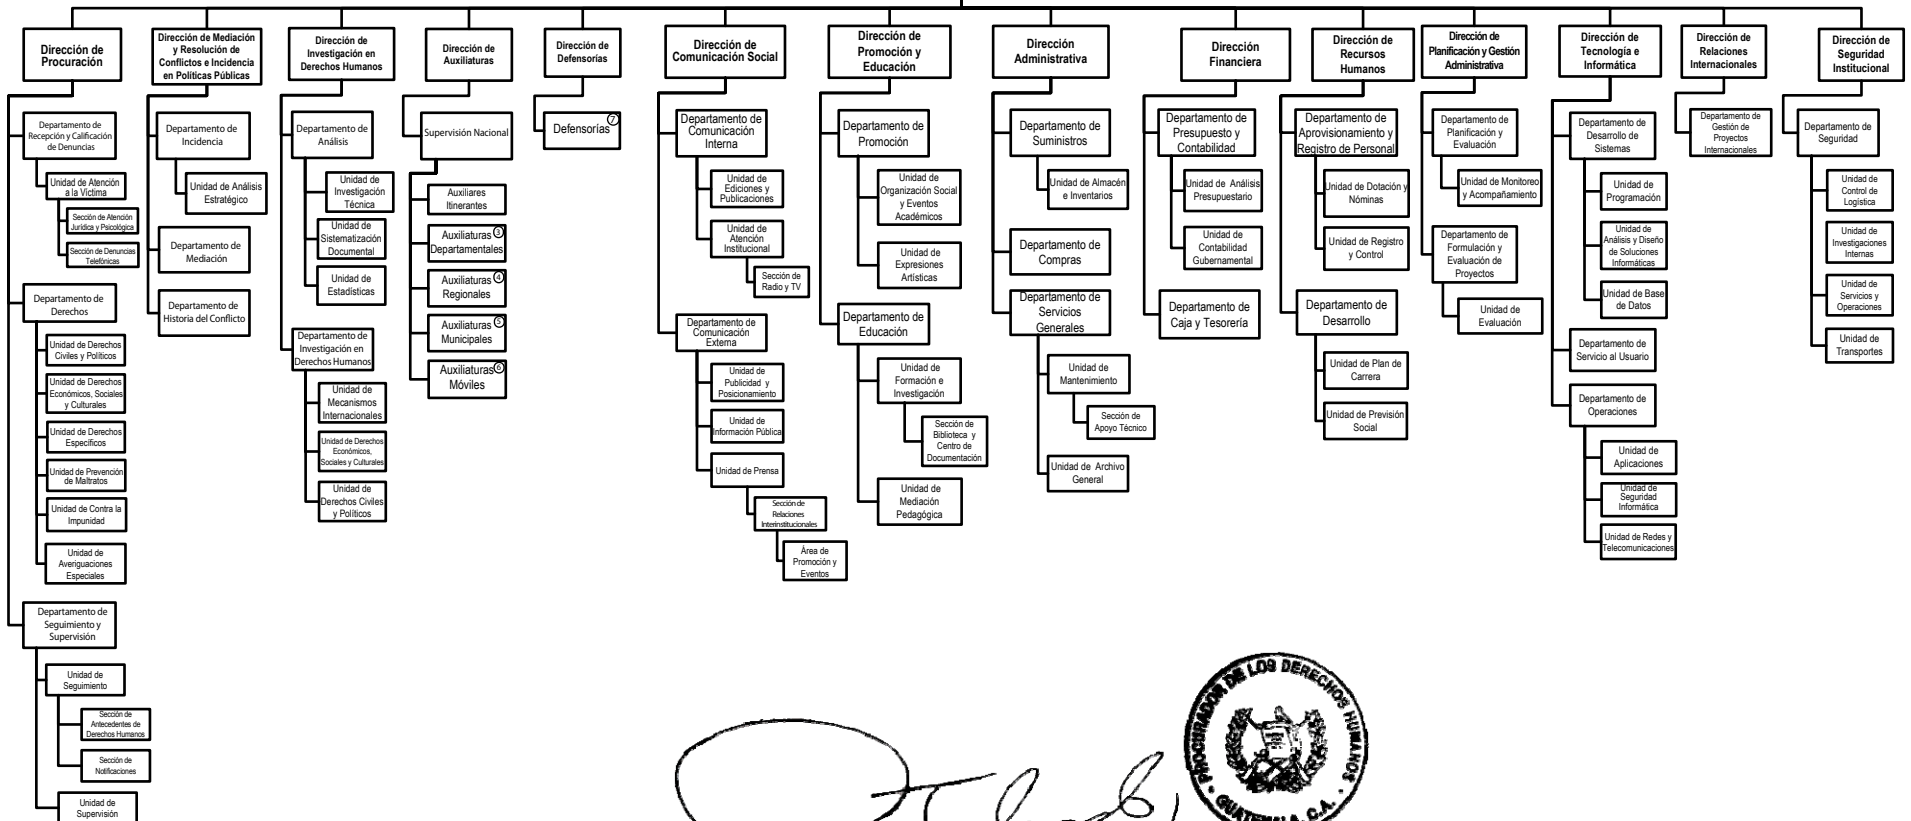 Dirección de
Procuración
Departamento de
Recepción y Calificación
de Denuncias
Unidad de Atención
a la Víctima
Sección de Atención
Jurídica y Psicológica
Sección de Denuncias
Telefónicas
Departamento de
Derechos
Unidad de Derechos
Civiles y Políticos
Unidad de Derechos
Económicos, Sociales
y Culturales
Unidad de Derechos
Específicos
Unidad de Prevención
de Maltratos
Unidad de Contra la
Impunidad
Unidad de
Averiguaciones
Especiales
Departamento de
Seguimiento y
Supervisión
Unidad de
Seguimiento
Sección de
Antecedentes de
Derechos Humanos
Sección de
Notificaciones
Unidad de
Supervisión
Dirección de Mediación
y Resolución de
Conflictos e Incidencia
en Políticas Públicas
Departamento de
Incidencia
Unidad de Análisis
Estratégico
Departamento de
Mediación
Departamento de
Historia del Conflicto
Dirección de
Investigación en
Derechos Humanos
Departamento de
Análisis
Unidad de
Investigación
Técnica
Unidad de
Sistematización
Documental
Unidad de
Estadísticas
Departamento de
Investigación en
Derechos Humanos
Unidad de
Mecanismos
Internacionales
Unidad de Derechos
Económicos,
Sociales y Culturales
Unidad de
Derechos Civiles
y Políticos
Dirección de
Auxiliaturas
Supervisión Nacional
Auxiliares
Itinerantes
Auxiliaturas 3
Departamentales
Auxiliaturas 4
Regionales
Auxiliaturas 5
Municipales
Auxiliaturas 6
Móviles
Dirección de
Defensorías
Defensorías 7
Dirección de
Comunicación Social
Departamento de
Comunicación
Interna
Unidad de
Ediciones y
Publicaciones
Unidad de
Atención
Institucional
Sección de
Radio y TV
Departamento de
Comunicación
Externa
Unidad de
Publicidad y
Posicionamiento
Unidad de
Información Pública
Unidad de Prensa
Sección de
Relaciones
Interinstitucionales
Área de
Promoción y
Eventos
Dirección de
Promoción y
Educación
Departamento de
Promoción
Unidad de
Organización Social
y Eventos
Académicos
Unidad de
Expresiones
Artísticas
Departamento de
Educación
Unidad de
Formación e
Investigación
Sección de
Biblioteca y
Centro de
Documentación
Unidad de
Mediación
Pedagógica
Dirección
Administrativa
Departamento de
Suministros
Unidad de Almacén
e Inventarios
Departamento de
Compras
Departamento de
Servicios
Generales
Unidad de
Mantenimiento
Sección de
Apoyo Técnico
Unidad de Archivo
General
Dirección
Financiera
Departamento de
Presupuesto y
Contabilidad
Unidad de Análisis
Presupuestario
Unidad de
Contabilidad
Gubernamental
Departamento de
Caja y Tesorería
Dirección de
Recursos
Humanos
Departamento de
Aprovisionamiento y
Registro de Personal
Unidad de Dotación y
Nóminas
Unidad de Registro
y Control
Departamento de
Desarrollo
Unidad de Plan de
Carrera
Unidad de Previsión
Social
Dirección de
Planificación y Gestión
Administrativa
Departamento de
Planificación y
Evaluación
Unidad de Monitoreo
y Acompañamiento
Departamento de
Formulación y
Evaluación de
Proyectos
Unidad de
Evaluación
Dirección de
Tecnología e
Informática
Departamento de
Desarrollo de
Sistemas
Unidad de
Programación
Unidad de
Análisis y Diseño
de Soluciones
Informáticas
Unidad de Base
de Datos
Departamento de
Servicio al Usuario
Departamento de
Operaciones
Unidad de
Aplicaciones
Unidad de
Seguridad
Informática
Unidad de Redes y
Telecomunicaciones
Dirección de
Relaciones
Internacionales
Departamento de
Gestión de
Proyectos
Internacionales
Dirección de
Seguridad
Institucional
Departamento de
Seguridad
Unidad de
Control de
Logística
Unidad de
Investigaciones
Internas
Unidad de
Servicios y
Operaciones
Unidad de
Transportes
PROCURADOR DE LOS DERECHOS HUMANOS
GUATEMALA, C.A.